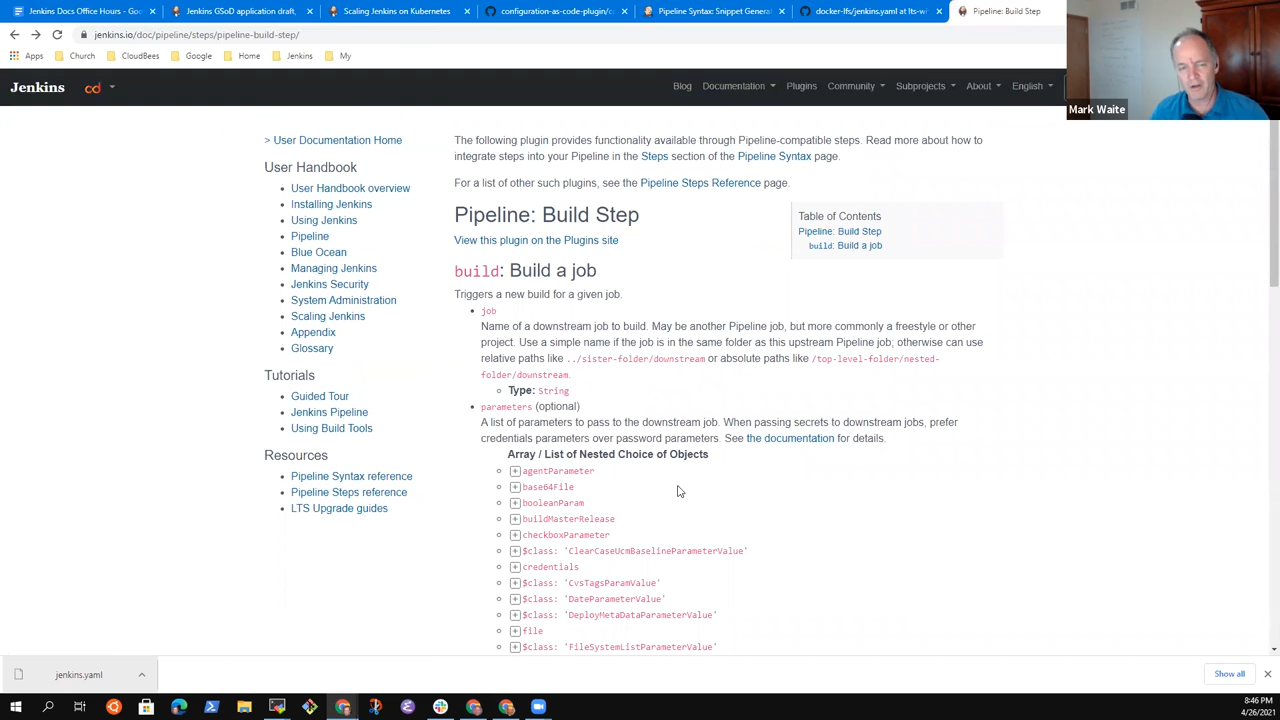 Jenkins Docs Office Hours - Goo
Jenkins GSoD application draft,
Scaling Jenkins on Kubernetes
configuration-as-code-plugin/c
Pipeline Syntax: Snippet General
docker-lfs/jenkins.yaml at lts-wi
Pipeline: Build Step
jenkins.io/doc/pipeline/steps/pipeline-build-step/
Apps
Church
CloudBees
Google
Home
Jenkins
My
Mark Waite
Jenkins
cd
Blog
Documentation
Plugins
Community
Subprojects
About
English
> User Documentation Home
User Handbook
User Handbook overview
Installing Jenkins
Using Jenkins
Pipeline
Blue Ocean
Managing Jenkins
Jenkins Security
System Administration
Scaling Jenkins
Appendix
Glossary
Tutorials
Guided Tour
Jenkins Pipeline
Using Build Tools
Resources
Pipeline Syntax reference
Pipeline Steps reference
LTS Upgrade guides
The following plugin provides functionality available through Pipeline-compatible steps. Read more about how to
integrate steps into your Pipeline in the Steps section of the Pipeline Syntax page.
For a list of other such plugins, see the Pipeline Steps Reference page.
Pipeline: Build Step
View this plugin on the Plugins site
Table of Contents
Pipeline: Build Step
build: Build a job
build: Build a job
Triggers a new build for a given job.
job
Name of a downstream job to build. May be another Pipeline job, but more commonly a freestyle or other
project. Use a simple name if the job is in the same folder as this upstream Pipeline job; otherwise can use
relative paths like ../sister-folder/downstream or absolute paths like /top-level-folder/nested-
folder/downstream.
Type: String
parameters (optional)
A list of parameters to pass to the downstream job. When passing secrets to downstream jobs, prefer
credentials parameters over password parameters. See the documentation for details.
Array / List of Nested Choice of Objects
agentParameter
base64File
booleanParam
buildMasterRelease
checkboxParameter
$class: 'ClearCaseUcmBaselineParameterValue'
credentials
$class: 'CvsTagsParamValue'
$class: 'DateParameterValue'
$class: 'DeployMetaDataParameterValue'
file
$class: 'FileSystemListParameterValue'
jenkins.yaml
Show all
8:46 PM
4/26/2021